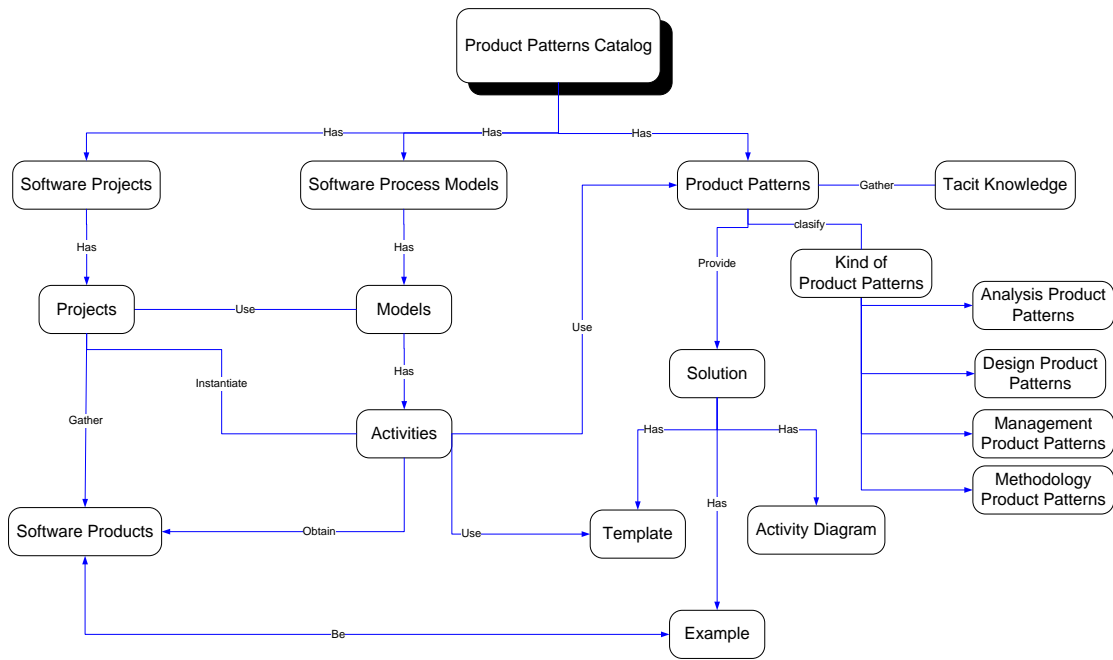 Product Patterns Catalog
Has
Has
Has
Software Projects
Software Process Models
Product Patterns
Gather
Tacit Knowledge
clasify
Has
Has
Provide
Kind of
Product Patterns
Projects
Use
Models
Analysis Product
Patterns
Use
Has
Instantiate
Solution
Design Product
Patterns
Gather
Activities
Has
Has
Management
Product Patterns
Methodology
Product Patterns
Has
Software Products
Obtain
Use
Template
Activity Diagram
Be
Example